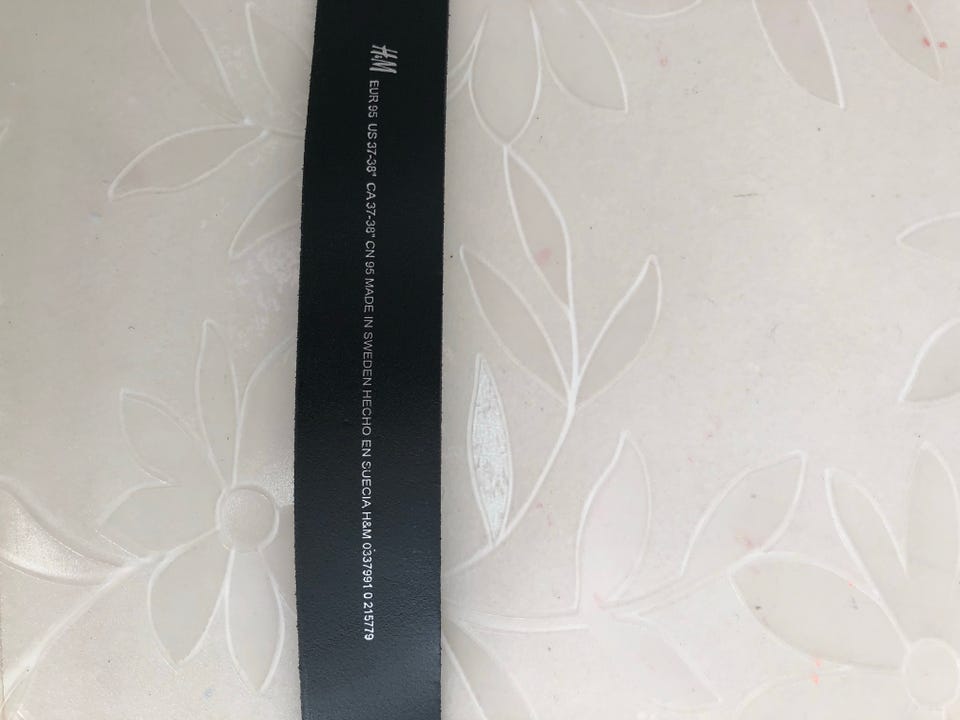 H&M
EUR 95 US 37-38" CA 37-38" CN 95 MADE IN SWEDEN HECHO EN SUECIA H&M 0337991 0 215779